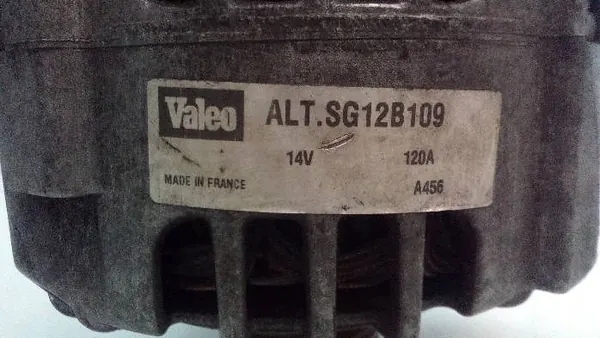 Valeo ALT.SG12B109
14V 120A
MADE IN FRANCE A456